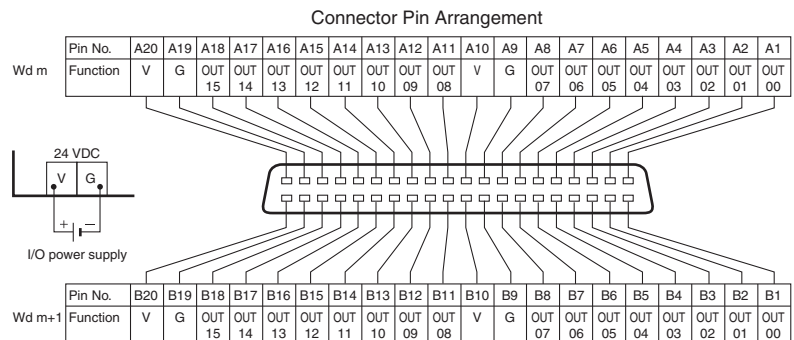 Connector Pin Arrangement
Pin No. A20 A19 A18 A17 A16 A15 A14 A13 A12 A11 A10 A9 A8 A7 A6 A5 A4 A3 A2 A1
Wd m Function V G OUT 15 OUT 14 OUT 13 OUT 12 OUT 11 OUT 10 OUT 09 OUT 08 V G OUT 07 OUT 06 OUT 05 OUT 04 OUT 03 OUT 02 OUT 01 OUT 00
24 VDC
V G
+ −
I/O power supply
Pin No. B20 B19 B18 B17 B16 B15 B14 B13 B12 B11 B10 B9 B8 B7 B6 B5 B4 B3 B2 B1
Wd m+1 Function V G OUT 15 OUT 14 OUT 13 OUT 12 OUT 11 OUT 10 OUT 09 OUT 08 V G OUT 07 OUT 06 OUT 05 OUT 04 OUT 03 OUT 02 OUT 01 OUT 00